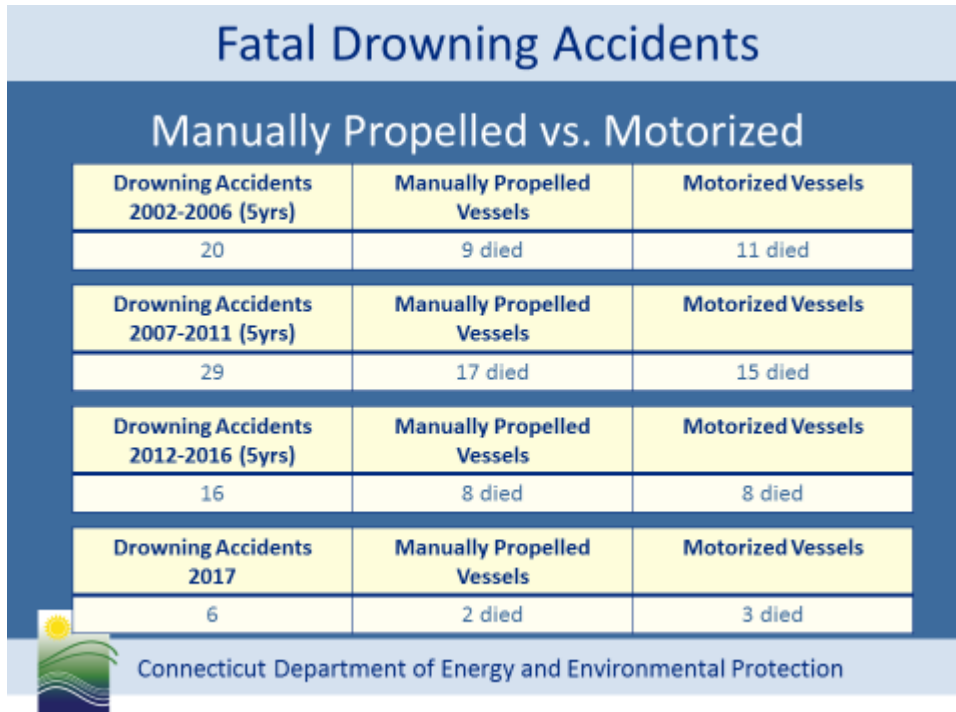 Fatal Drowning Accidents
Manually Propelled vs. Motorized
Drowning Accidents 2002-2006 (5yrs) Manually Propelled Vessels Motorized Vessels
20 9 died 11 died
Drowning Accidents 2007-2011 (5yrs) Manually Propelled Vessels Motorized Vessels
29 17 died 15 died
Drowning Accidents 2012-2016 (5yrs) Manually Propelled Vessels Motorized Vessels
16 8 died 8 died
Drowning Accidents 2017 Manually Propelled Vessels Motorized Vessels
6 2 died 3 died
Connecticut Department of Energy and Environmental Protection